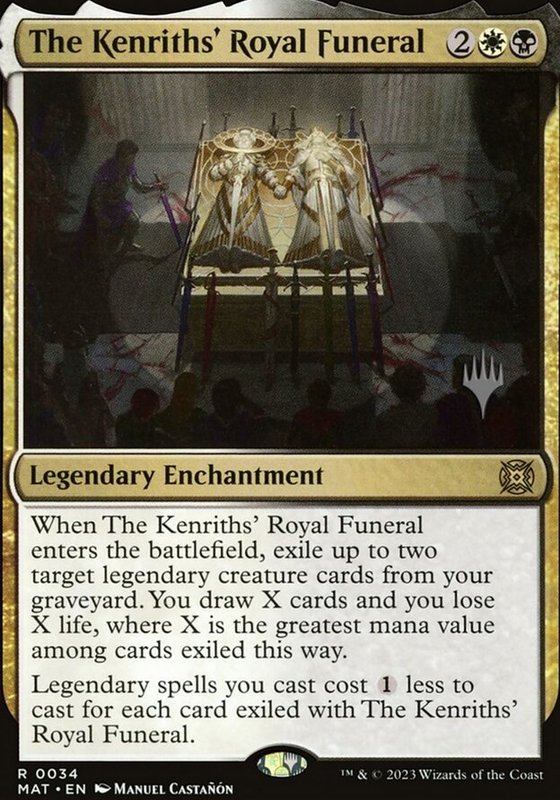 The Kenriths' Royal Funeral 2
Legendary Enchantment
When The Kenriths' Royal Funeral
enters the battlefield, exile up to two
target legendary creature cards from your
graveyard. You draw X cards and you lose
X life, where X is the greatest mana value
among cards exiled this way.
Legendary spells you cast cost 1 less to
cast for each card exiled with The Kenriths'
Royal Funeral.
R 0034
MAT • EN Manuel Castañón
™ & © 2023 Wizards of the Coast